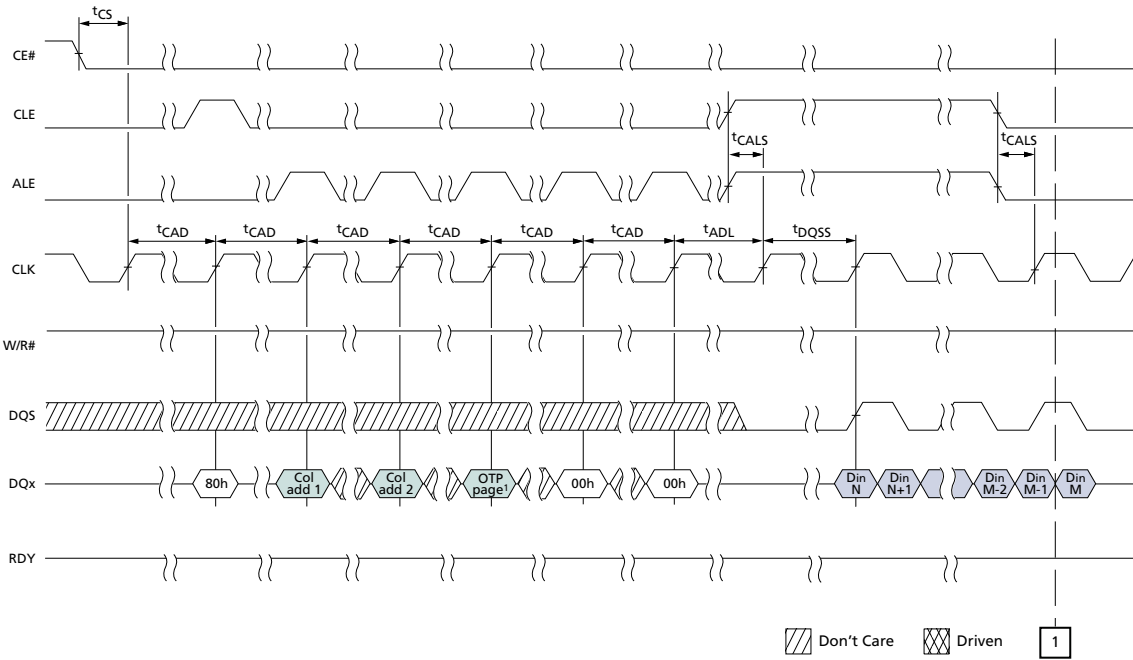 tCS
CE#
CLE
tCALS
tCALS
ALE
tCAD
tCAD
tCAD
tCAD
tCAD
tCAD
tADL
tDQSS
CLK
W/R#
DQS
DQx
80h
Col
add 1
Col
add 2
OTP
page1
00h
00h
Din
N
Din
N+1
Din
M-2
Din
M-1
Din
M
RDY
Don't Care
Driven
1